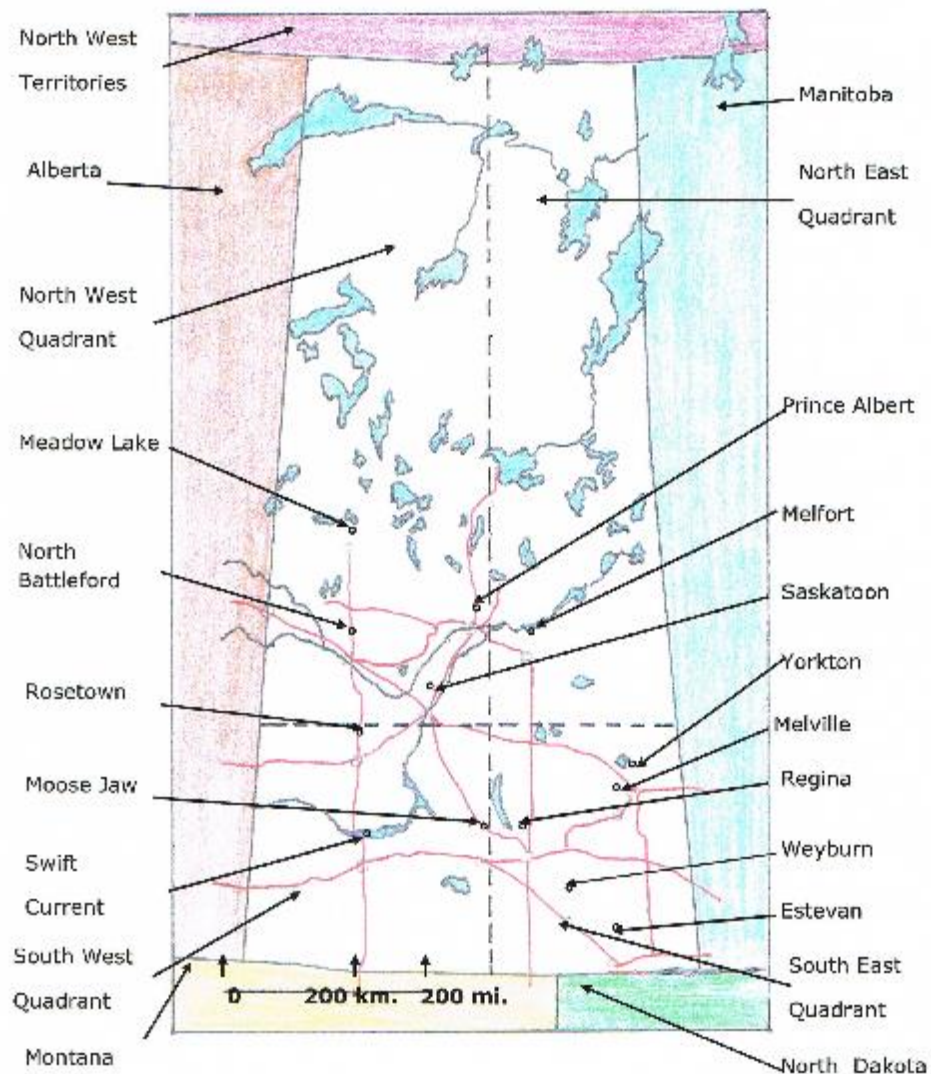 North West
Territories
Manitoba
Alberta
North East
Quadrant
North West
Quadrant
Prince Albert
Meadow Lake
Melfort
North
Battleford
Saskatoon
Yorkton
Rosetown
Melville
Moose Jaw
Regina
Swift
Current
Weyburn
Estevan
South West
Quadrant
South East
Quadrant
0 200 km. 200 mi.
Montana
North Dakota